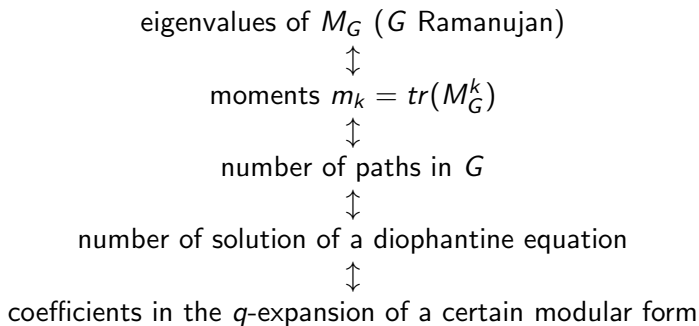 eigenvalues of $M_G$ ($G$ Ramanujan)
↕
moments $m_k = tr(M_G^k)$
↕
number of paths in $G$
↕
number of solution of a diophantine equation
↕
coefficients in the $q$-expansion of a certain modular form